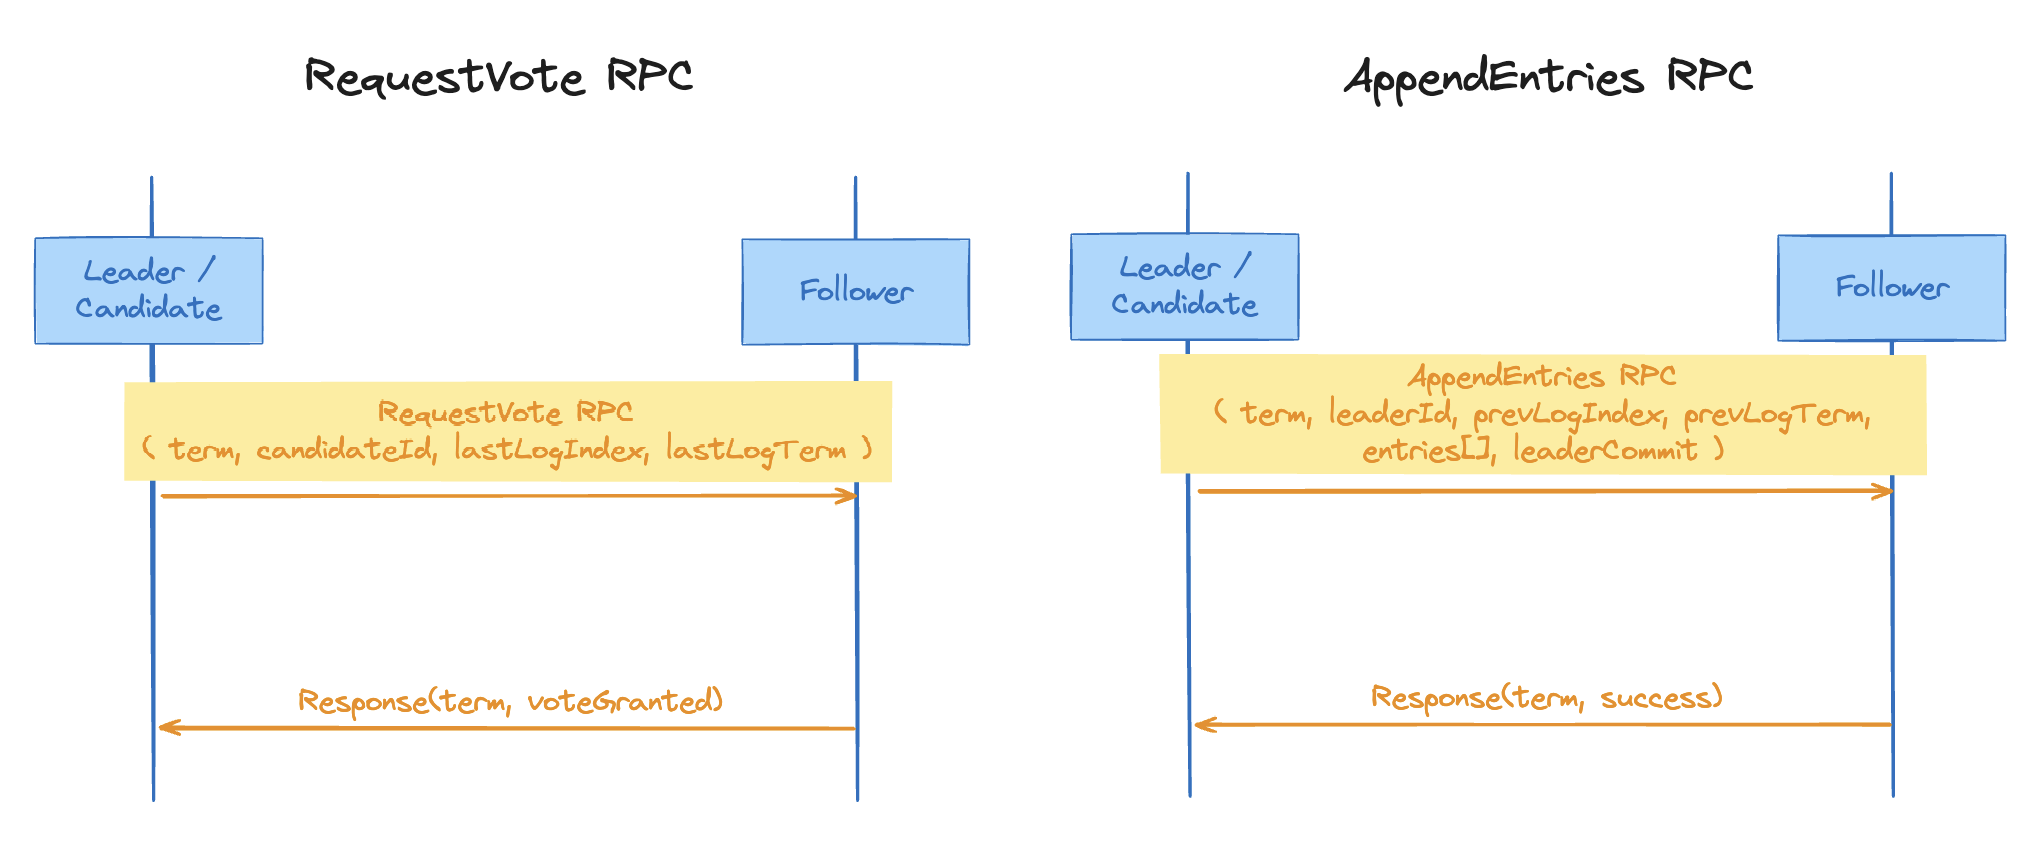 RequestVote RPC
Leader /
Candidate
Follower
RequestVote RPC
( term, candidateId, lastLogIndex, lastLogTerm )
Response(term, voteGranted)
AppendEntries RPC
Leader /
Candidate
Follower
AppendEntries RPC
( term, leaderId, prevLogIndex, prevLogTerm,
entries[], leaderCommit )
Response(term, success)